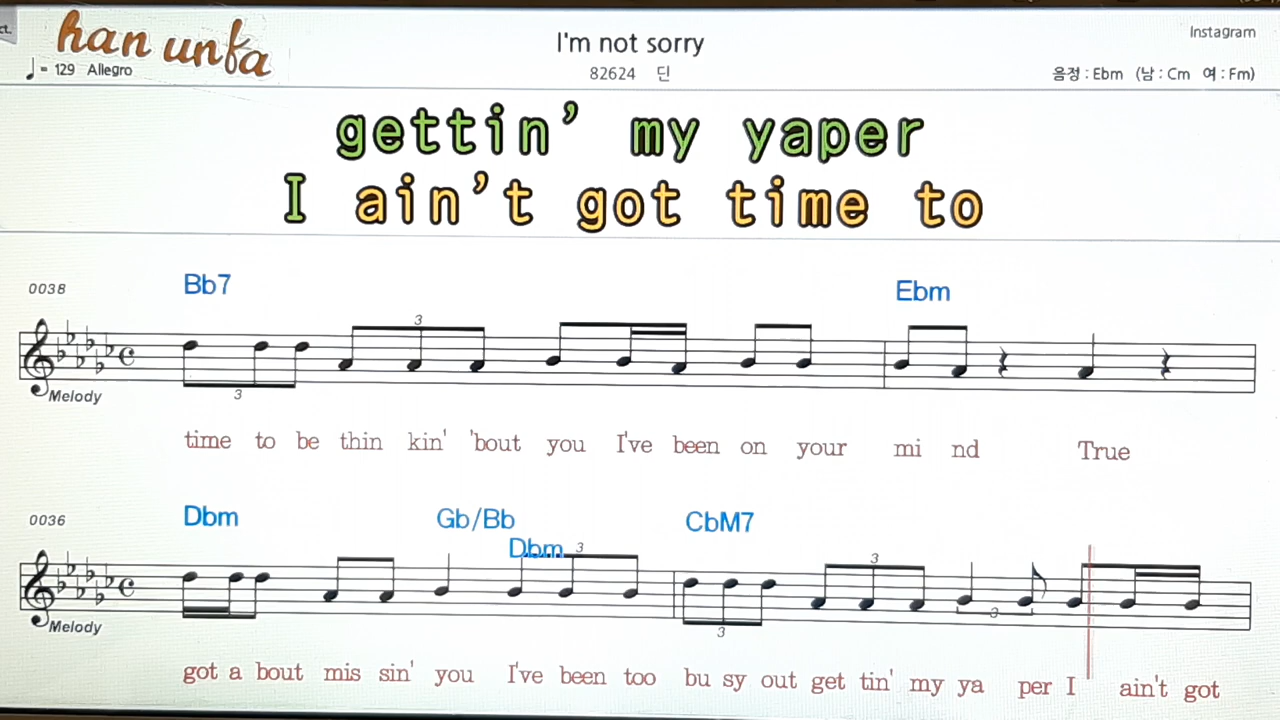 ct.
han unfa
I'm not sorry
Instagram
♩= 129 Allegro
82624 딘
음정 : Ebm (남 : Cm 여 : Fm)
gettin' my yaper
I ain't got time to
0038
Bb7
Ebm
3
3
Melody
time to be thin kin' 'bout you I've been on your mi nd True
0036
Dbm
Gb/Bb
CbM7
Dbm
3
3
3
3
Melody
got a bout mis sin' you I've been too bu sy out get tin' my ya per I ain't got